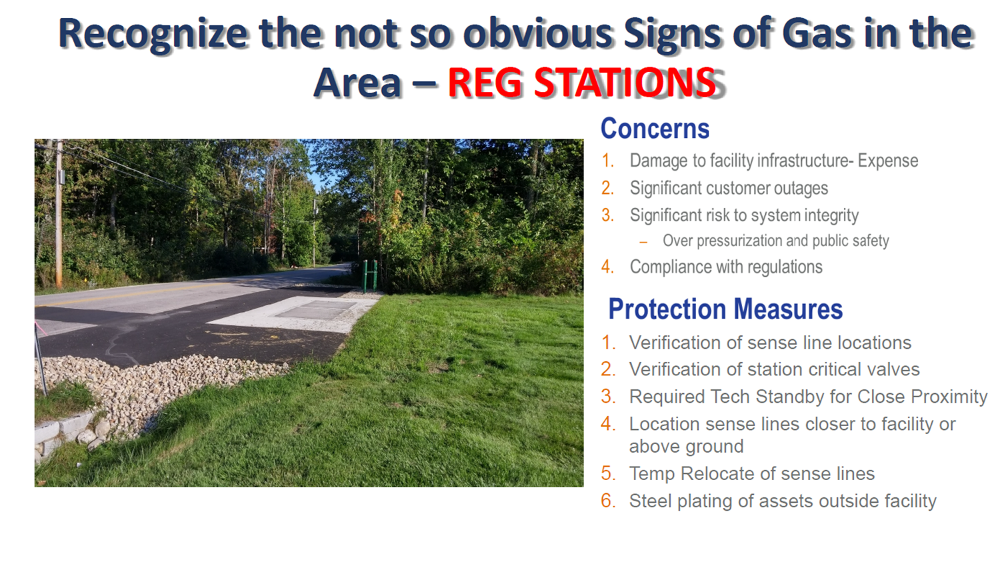 Recognize the not so obvious Signs of Gas in the
Area – REG STATIONS
Concerns
1. Damage to facility infrastructure- Expense
2. Significant customer outages
3. Significant risk to system integrity
– Over pressurization and public safety
4. Compliance with regulations
Protection Measures
1. Verification of sense line locations
2. Verification of station critical valves
3. Required Tech Standby for Close Proximity
4. Location sense lines closer to facility or
above ground
5. Temp Relocate of sense lines
6. Steel plating of assets outside facility